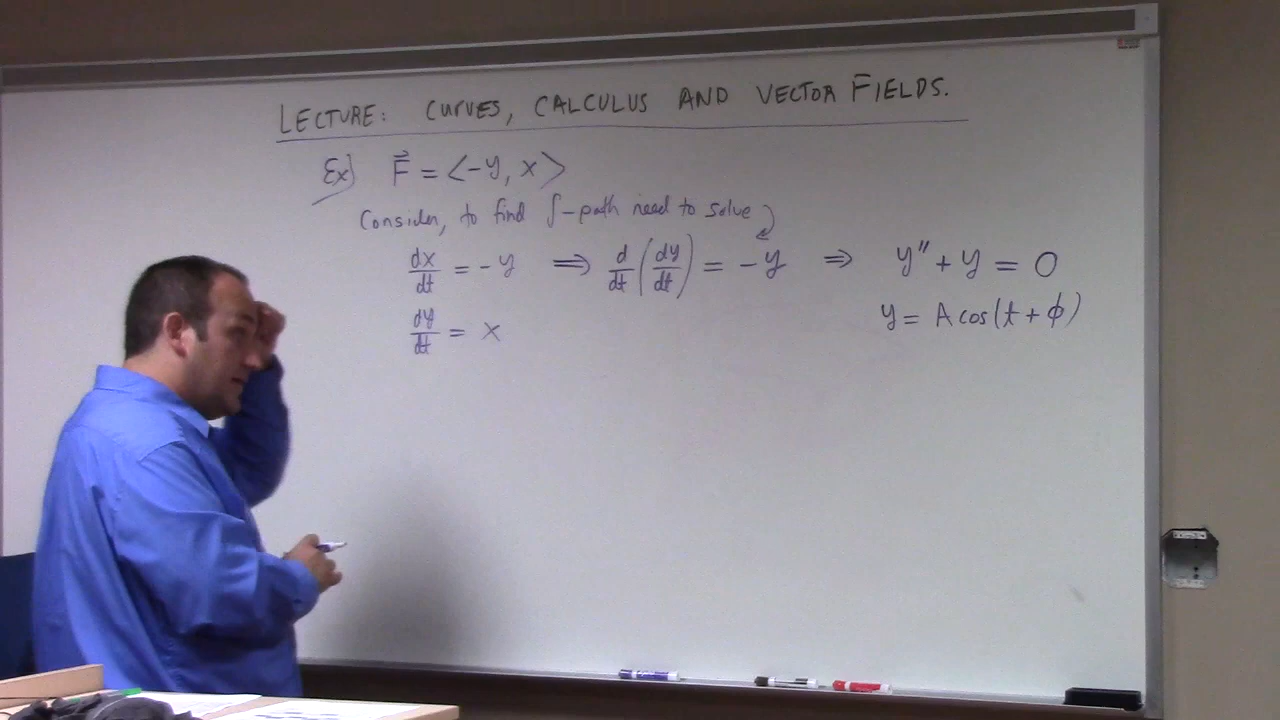 LECTURE: CURVES, CALCULUS AND VECTOR FIELDS.
Ex) F⃗ = <-y, x>
Consider, to find ∫-path need to solve
dx/dt = -y ⟹ d/dt (dy/dt) = -y ⟹ y'' + y = 0
dy/dt = x y = A cos(t + ϕ)